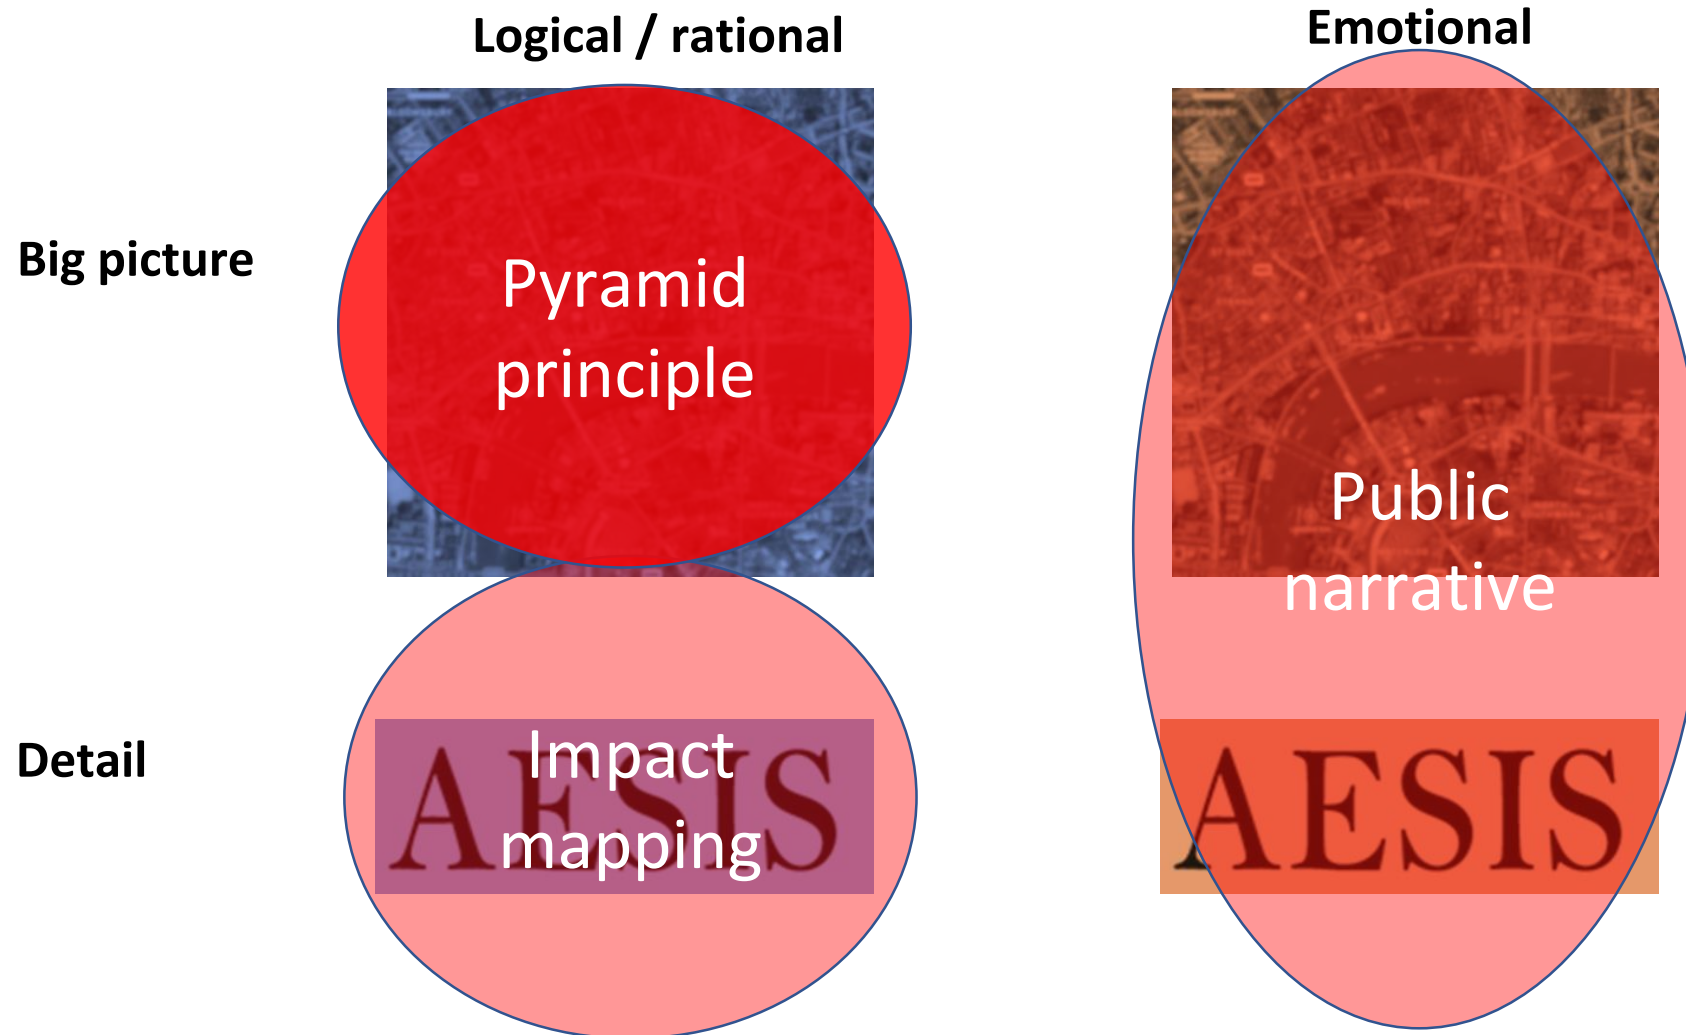 Logical / rational
Emotional
Big picture
Pyramid
principle
Public
narrative
Detail
Impact
mapping
AESIS
AESIS